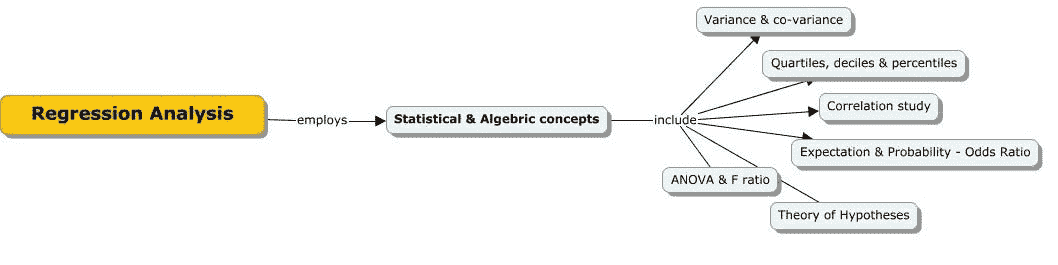 Variance & co-variance
Quartiles, deciles & percentiles
Regression Analysis
employs
Statistical & Algebric concepts
include
Correlation study
Expectation & Probability - Odds Ratio
ANOVA & F ratio
Theory of Hypotheses